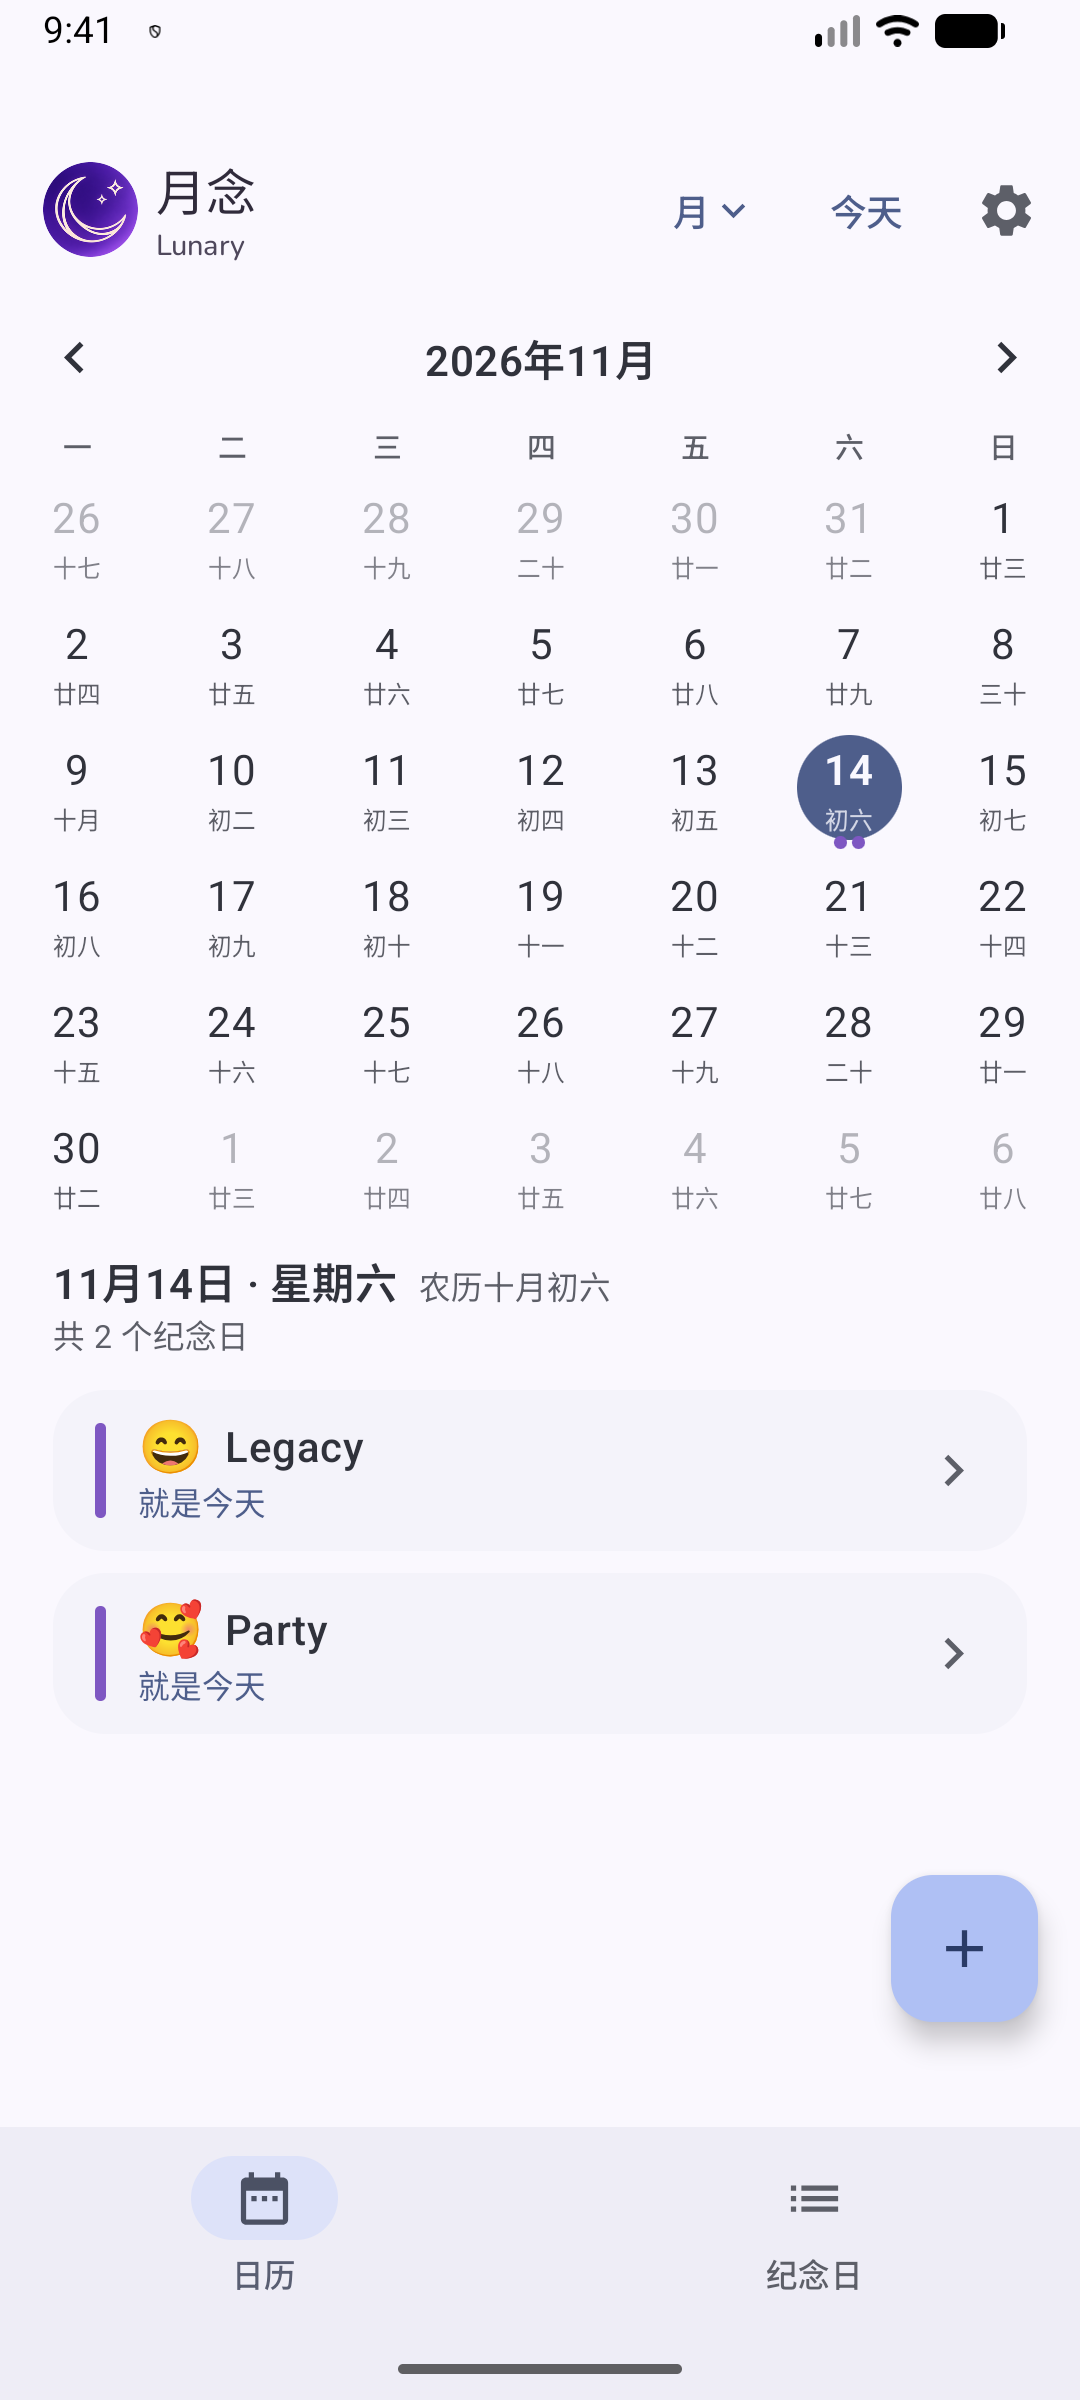 9:41
月念
Lunary
月
今天
2026年11月
一 二 三 四 五 六 日
26 27 28 29 30 31 1
十七 十八 十九 二十 廿一 廿二 廿三
2 3 4 5 6 7 8
廿四 廿五 廿六 廿七 廿八 廿九 三十
9 10 11 12 13 14 15
十月 初二 初三 初四 初五 初六 初七
16 17 18 19 20 21 22
初八 初九 初十 十一 十二 十三 十四
23 24 25 26 27 28 29
十五 十六 十七 十八 十九 二十 廿一
30 1 2 3 4 5 6
廿二 廿三 廿四 廿五 廿六 廿七 廿八
11月14日 · 星期六 农历十月初六
共 2 个纪念日
😄 Legacy
就是今天
🥰 Party
就是今天
日历 纪念日